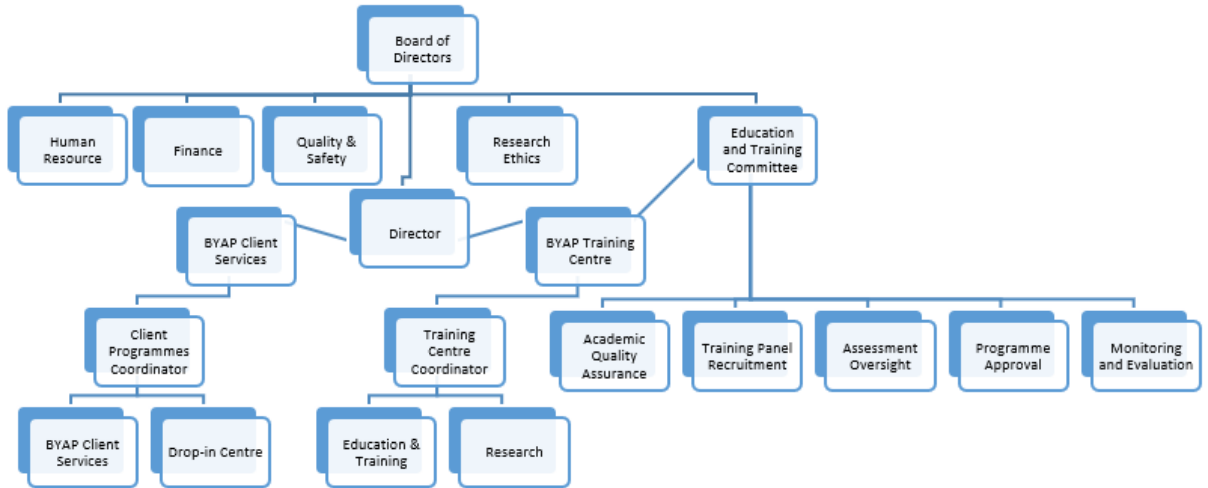 Board of
Directors
Human
Resource
Finance
Quality &
Safety
Research
Ethics
Education
and Training
Committee
Director
BYAP Client
Services
BYAP Training
Centre
Client
Programmes
Coordinator
Training
Centre
Coordinator
Academic
Quality
Assurance
Training Panel
Recruitment
Assessment
Oversight
Programme
Approval
Monitoring
and Evaluation
BYAP Client
Services
Drop-in Centre
Education &
Training
Research